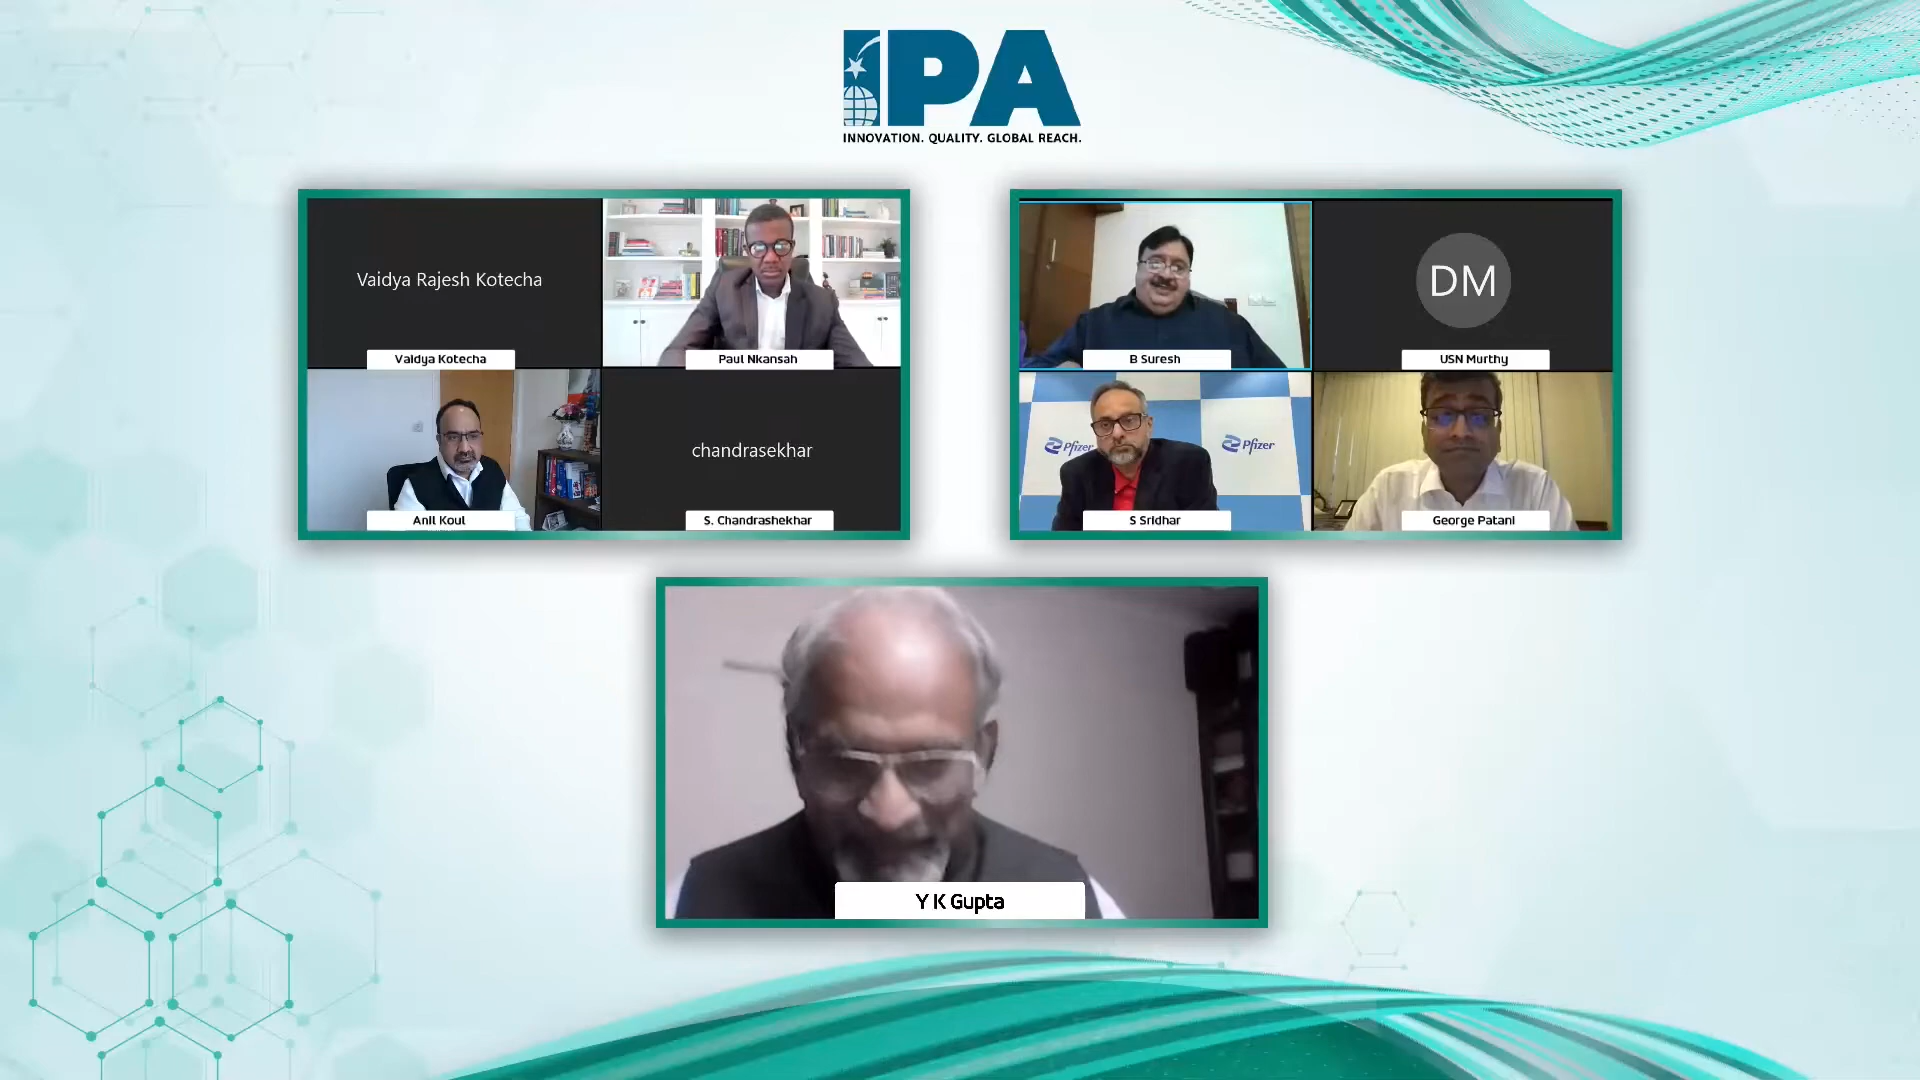 IPA
INNOVATION. QUALITY. GLOBAL REACH.
Vaidya Rajesh Kotecha
Vaidya Kotecha
Paul Nkansah
Anil Koul
chandrasekhar
S. Chandrashekhar
B Suresh
DM
USN Murthy
Pfizer
Pfizer
S Sridhar
George Patani
Y K Gupta